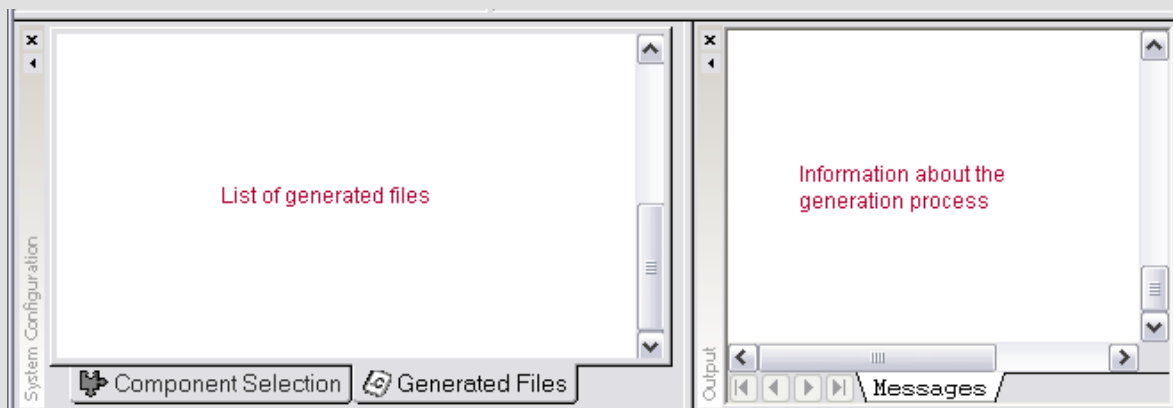 System Configuration
List of generated files
Component Selection
Generated Files
Output
Information about the
generation process
Messages